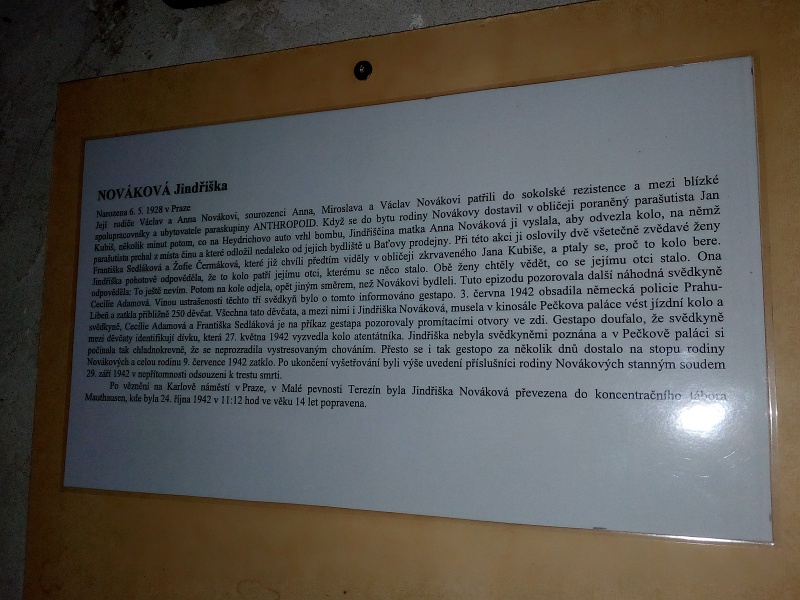 NOVÁKOVÁ Jindřiška
Narozena 6. 5. 1928 v Praze
Její rodiče Václav a Anna Novákovi, sourozenci Anna, Miroslava a Václav Novákovi patřili do sokolské rezistence a mezi blízké
spolupracovníky a ubytovatele paraskupiny ANTHROPOID. Když se do bytu rodiny Novákovy dostavil v obličeji poraněný parašutista Jan
Kubiš, několik minut potom, co na Heydrichovo auto vrhl bombu, Jindřiščina matka Anna Nováková ji vyslala, aby odvezla kolo, na němž
parašutista prchal z místa činu a které odložil nedaleko od jejich bydliště u Baťovy prodejny. Při této akci ji oslovily dvě všetečně zvědavé ženy
Františka Sedláková a Žofie Čermáková, které již chvíli předtím viděly v obličeji zkrvaveného Jana Kubiše, a ptaly se, proč to kolo bere.
Jindřiška pohotově odpověděla, že to kolo patří jejímu otci, kterému se něco stalo. Obě ženy chtěly vědět, co se jejímu otci stalo. Ona
odpověděla: To ještě nevím. Potom na kole odjela, opět jiným směrem, než Novákovi bydleli. Tuto epizodu pozorovala další náhodná svědkyně
Cecílie Adamová. Vinou ustrašenosti těchto tří svědkyň bylo o tomto informováno gestapo. 3. června 1942 obsadila německá policie Prahu-
Libeň a zatkla přibližně 250 děvčat. Všechna tato děvčata, a mezi nimi i Jindřiška Nováková, musela v kinosále Pečkova paláce vést jízdní kolo a
svědkyně, Cecílie Adamová a Františka Sedláková je na příkaz gestapa pozorovaly promítacími otvory ve zdi. Gestapo doufalo, že svědkyně
mezi děvčaty identifikují dívku, která 27. května 1942 vyzvedla kolo atentátníka. Jindřiška nebyla svědkyněmi poznána a v Pečkově paláci si
počínala tak chladnokrevně, že se neprozradila vystresovaným chováním. Přesto se i tak gestapo za několik dnů dostalo na stopu rodiny
Novákových a celou rodinu 9. července 1942 zatklo. Po ukončení vyšetřování byli výše uvedení příslušníci rodiny Novákových stanným soudem
29. září 1942 v nepřítomnosti odsouzeni k trestu smrti.
Po věznění na Karlově náměstí v Praze, v Malé pevnosti Terezín byla Jindřiška Nováková převezena do koncentračního tábora
Mauthausen, kde byla 24. října 1942 v 11:12 hod ve věku 14 let popravena.